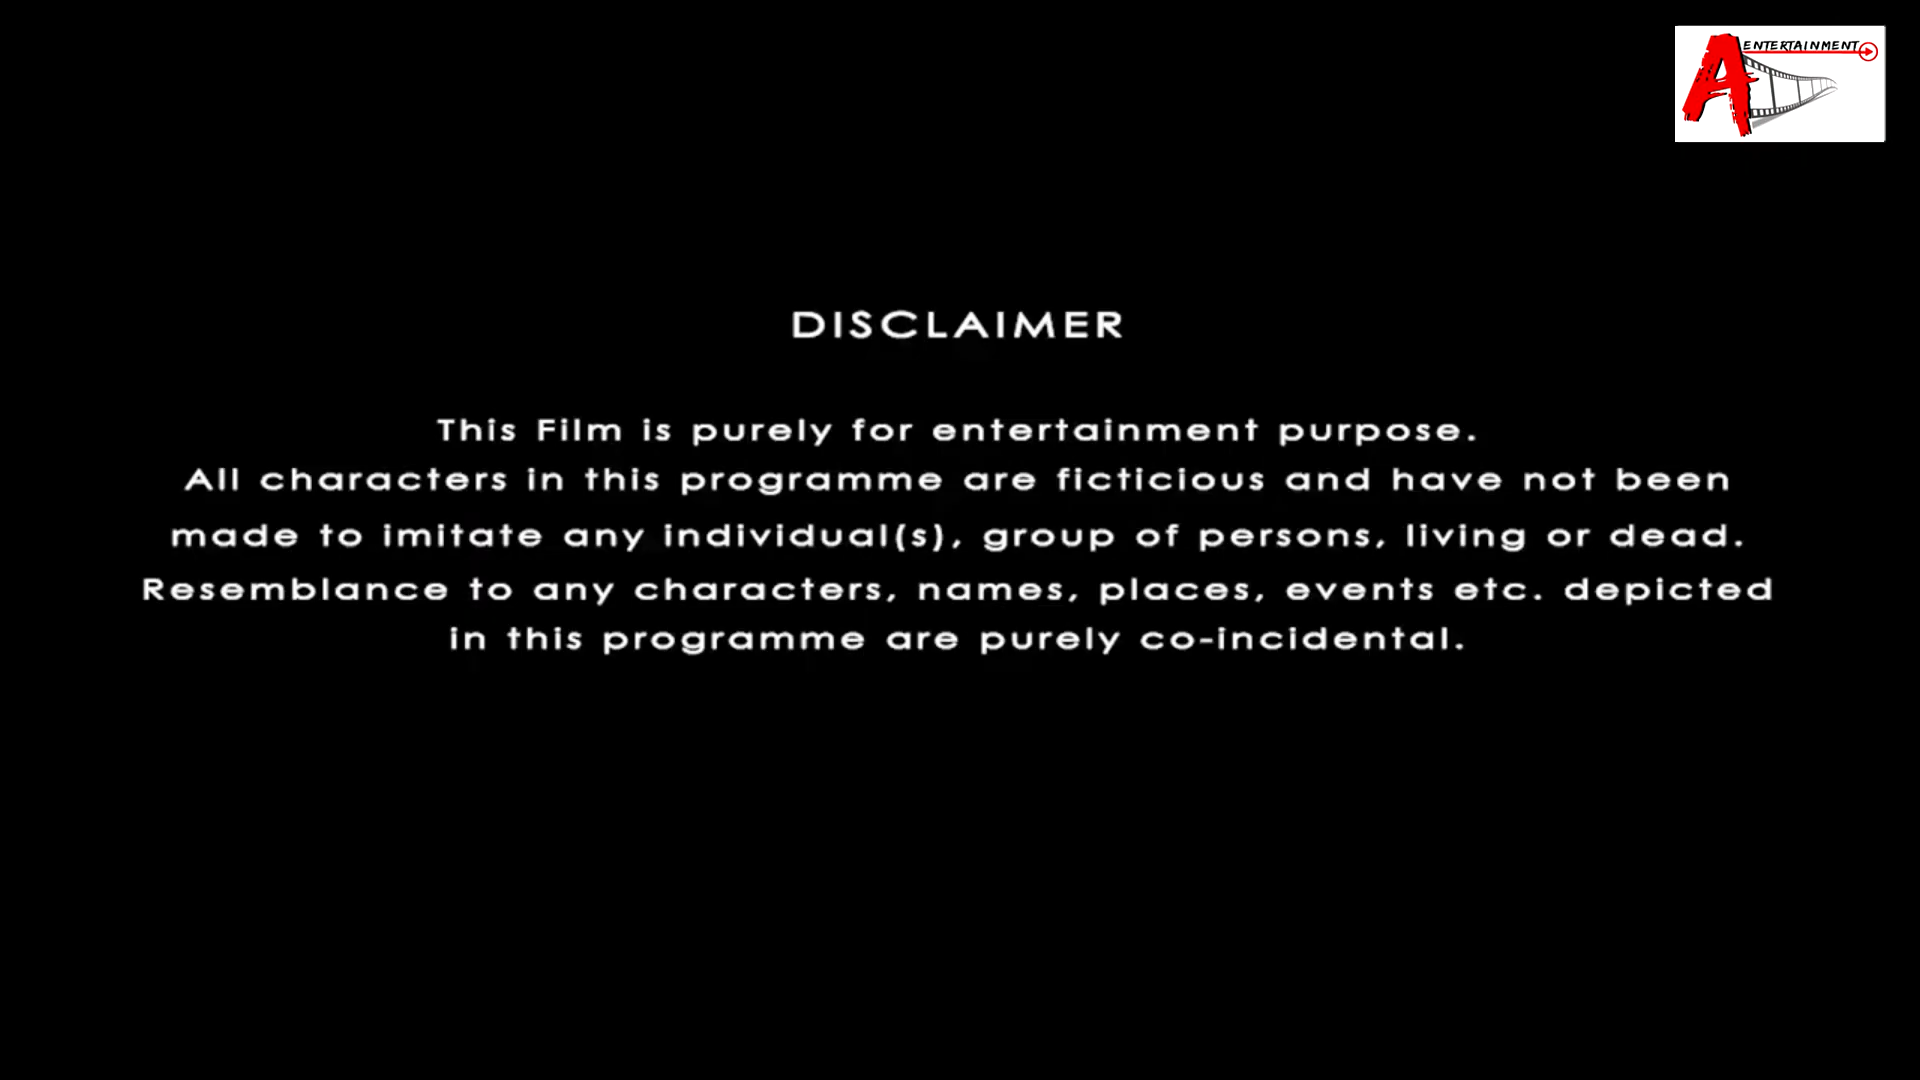 A ENTERTAINMENT
DISCLAIMER
This Film is purely for entertainment purpose.
All characters in this programme are ficticious and have not been
made to imitate any individual(s), group of persons, living or dead.
Resemblance to any characters, names, places, events etc. depicted
in this programme are purely co-incidental.